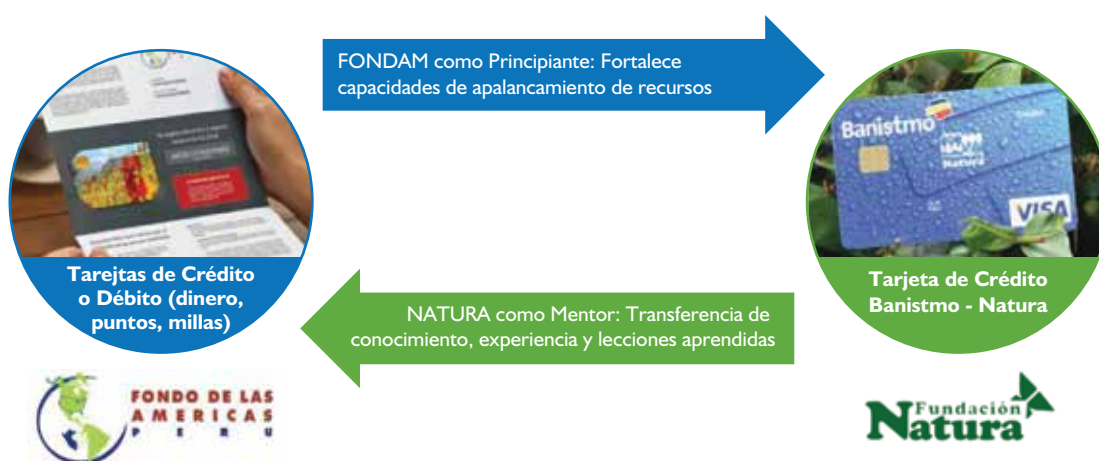 FONDAM como Principiante: Fortalece
capacidades de apalancamiento de recursos
Banistmo
Natura
VISA
Tarejtas de Crédito
o Débito (dinero,
puntos, millas)
Tarjeta de Crédito
Banistmo - Natura
NATURA como Mentor: Transferencia de
conocimiento, experiencia y lecciones aprendidas
FONDO DE LAS
AMERICAS
PERU
Fundación
Natura